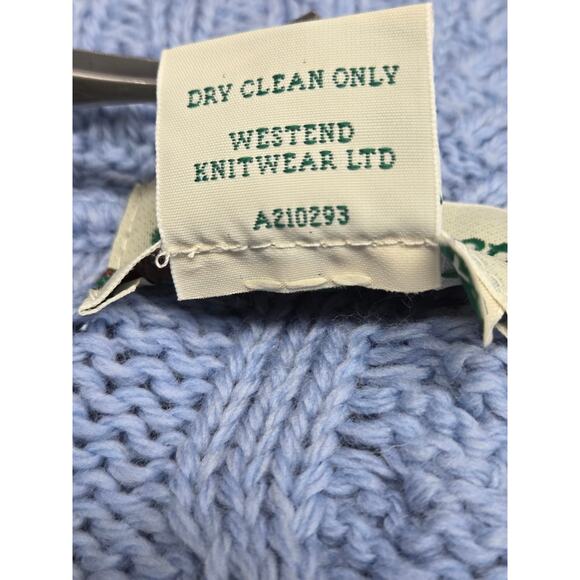 DRY CLEAN ONLY
WESTEND
KNITWEAR LTD
A210293